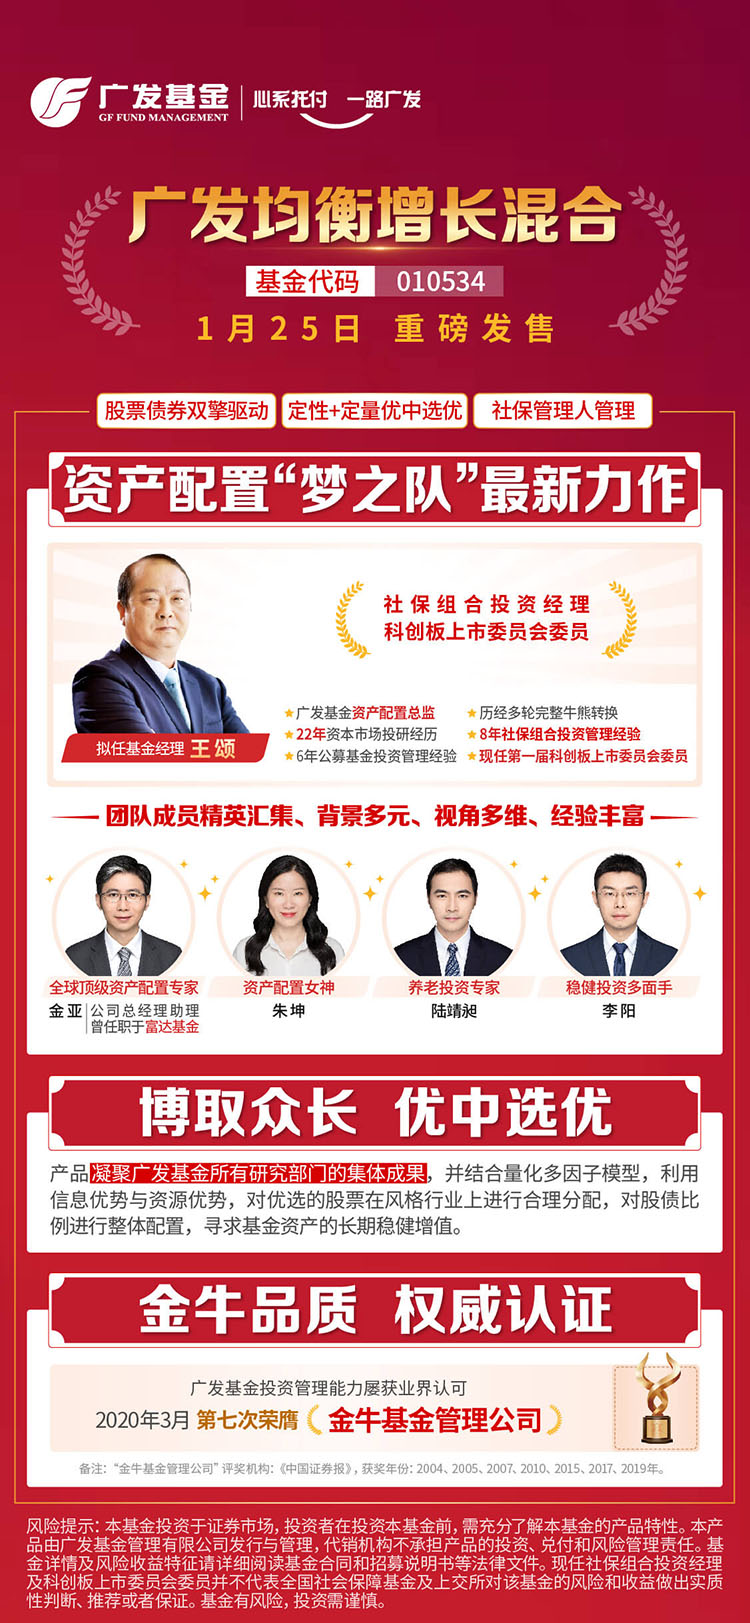 广发基金
GF FUND MANAGEMENT
心系托付 一路广发
广发均衡增长混合
基金代码 010534
1月25日 重磅发售
股票债券双擎驱动 定性+定量优中选优 社保管理人管理
资产配置“梦之队”最新力作
社保组合投资经理
科创板上市委员会委员
拟任基金经理 王颂
广发基金资产配置总监
22年资本市场投研经历
6年公募基金投资管理经验
历经多轮完整牛熊转换
8年社保组合投资管理经验
现任第一届科创板上市委员会委员
团队成员精英汇集、背景多元、视角多维、经验丰富
全球顶级资产配置专家
金亚
公司总经理助理
曾任职于富达基金
资产配置女神
朱坤
养老投资专家
陆靖昶
稳健投资多面手
李阳
博取众长 优中选优
产品凝聚广发基金所有研究部门的集体成果，并结合量化多因子模型，利用
信息优势与资源优势，对优选的股票在风格行业上进行合理分配，对股债比
例进行整体配置，寻求基金资产的长期稳健增值。
金牛品质 权威认证
广发基金投资管理能力屡获业界认可
2020年3月 第七次荣膺 金牛基金管理公司
备注：“金牛基金管理公司”评奖机构：《中国证券报》，获奖年份：2004、2005、2007、2010、2015、2017、2019年。
风险提示：本基金投资于证券市场，投资者在投资本基金前，需充分了解本基金的产品特性。本产
品由广发基金管理有限公司发行与管理，代销机构不承担产品的投资、兑付和风险管理责任。基
金详情及风险收益特征请详细阅读基金合同和招募说明书等法律文件。现任社保组合投资经理
及科创板上市委员会委员并不代表全国社会保障基金及上交所对该基金的风险和收益做出实质
性判断、推荐或者保证。基金有风险，投资需谨慎。